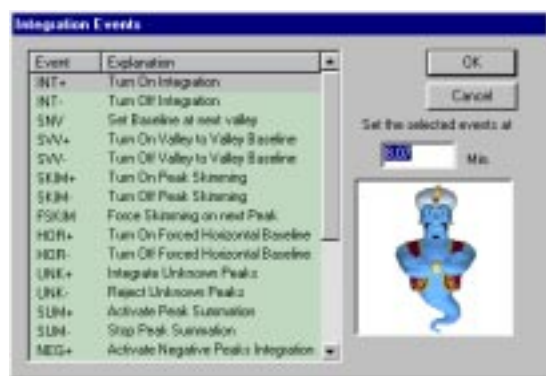 Integration Events
Event Explanation
INT+ Turn On Integration
INT- Turn Off Integration
SNV Set Baseline at next valley
SVV+ Turn On Valley to Valley Baseline
SVV- Turn Off Valley to Valley Baseline
SKIM+ Turn On Peak Skimming
SKIM- Turn Off Peak Skimming
FSKIM Force Skimming on next Peak
HOR+ Turn On Forced Horizontal Baseline
HOR- Turn Off Forced Horizontal Baseline
UNK+ Integrate Unknown Peaks
UNK- Reject Unknown Peaks
SUM+ Activate Peak Summation
SUM- Stop Peak Summation
NEG+ Activate Negative Peaks Integration
OK
Cancel
Set the selected events at
Min.